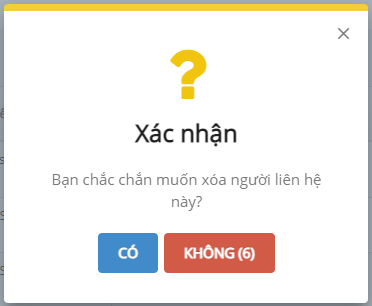 Xác nhận
Bạn chắc chắn muốn xóa người liên hệ
này?
CÓ
KHÔNG (6)